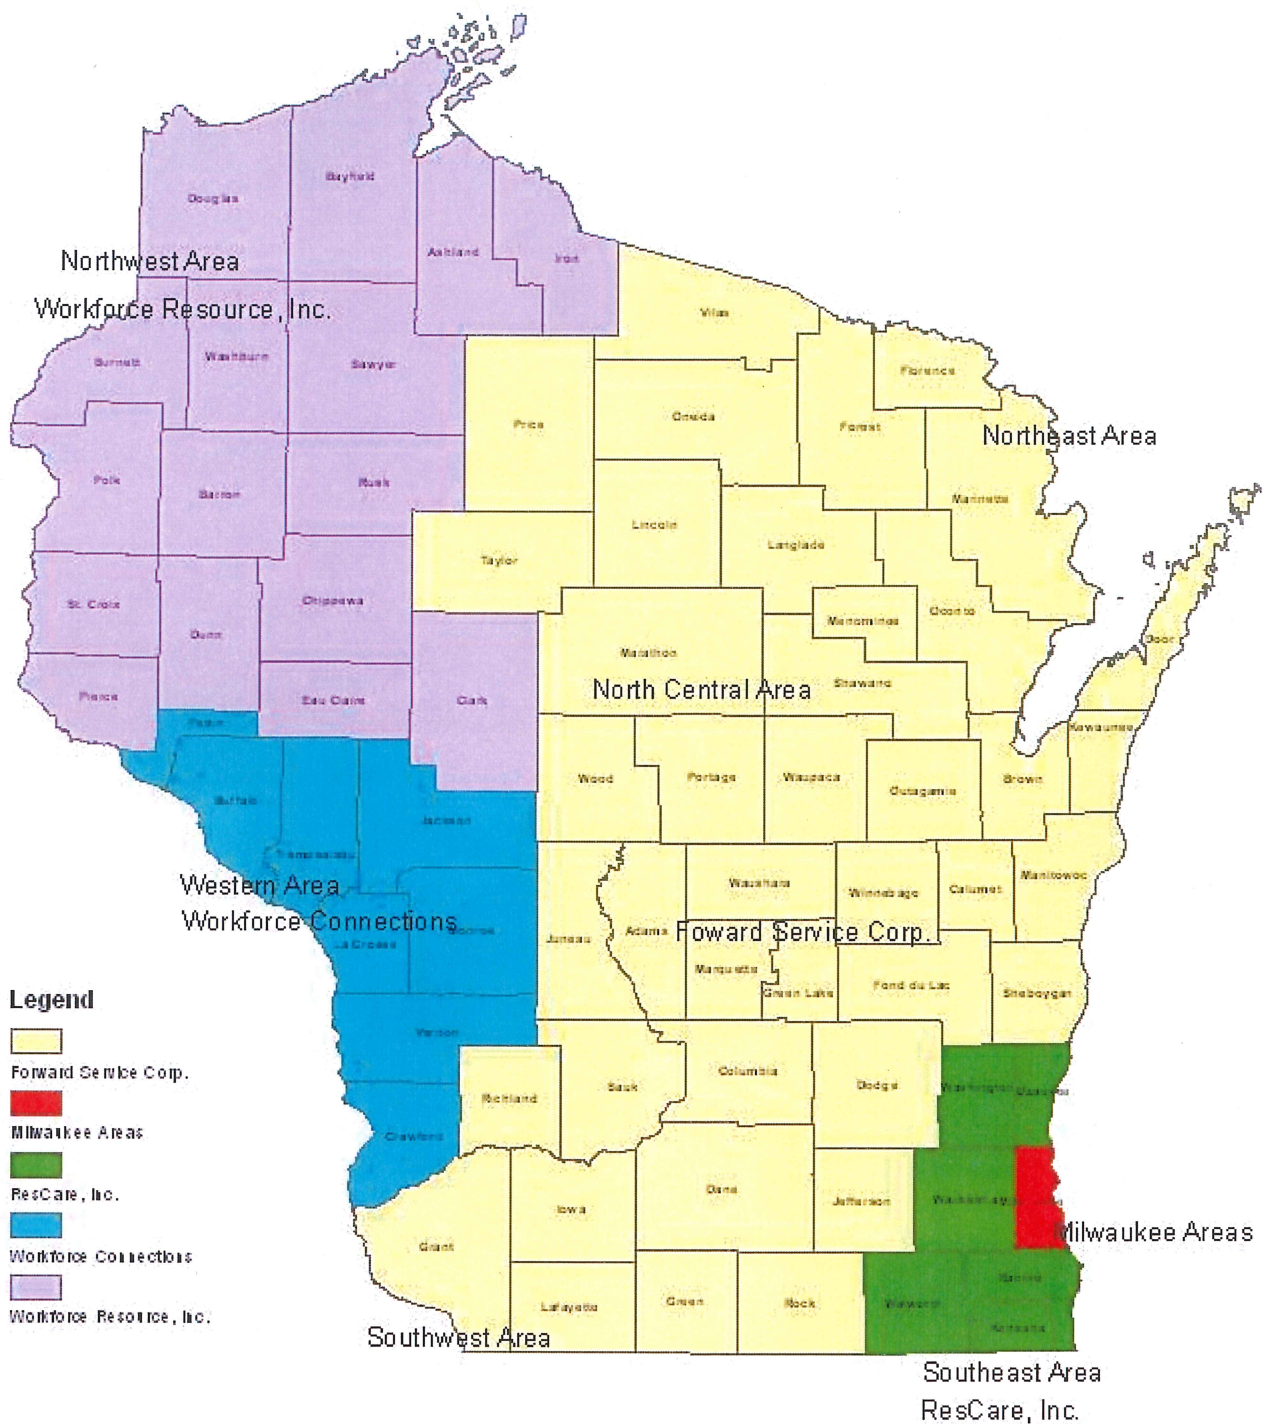 Bayfield
Douglas
Ashland
Iron
Northwest Area
Workforce Resource, Inc.
Vilas
Burnett
Washburn
Sawyer
Florence
Price
Oneida
Forest
Northeast Area
Polk
Barron
Rusk
Marinette
Lincoln
Langlade
Taylor
St. Croix
Chippewa
Dunn
Menominee
Oconto
Door
Marathon
Shawano
North Central Area
Pierce
Eau Claire
Clark
Pepin
Kewaunee
Wood
Portage
Waupaca
Outagamie
Brown
Buffalo
Jackson
Trempealeau
Western Area
Workforce Connections
La Crosse
Monroe
Waushara
Winnebago
Calumet
Manitowoc
Juneau
Adams
Foward Service Corp.
Marquette
Green Lake
Fond du Lac
Sheboygan
Vernon
Richland
Sauk
Columbia
Dodge
Washington
Ozaukee
Crawford
Dane
Jefferson
Waukesha
Iowa
Grant
Milwaukee Areas
Lafayette
Green
Rock
Walworth
Racine
Kenosha
Southwest Area
Southeast Area
ResCare, Inc.
Legend
Forward Service Corp.
Milwaukee Areas
ResCare, Inc.
Workforce Connections
Workforce Resource, Inc.